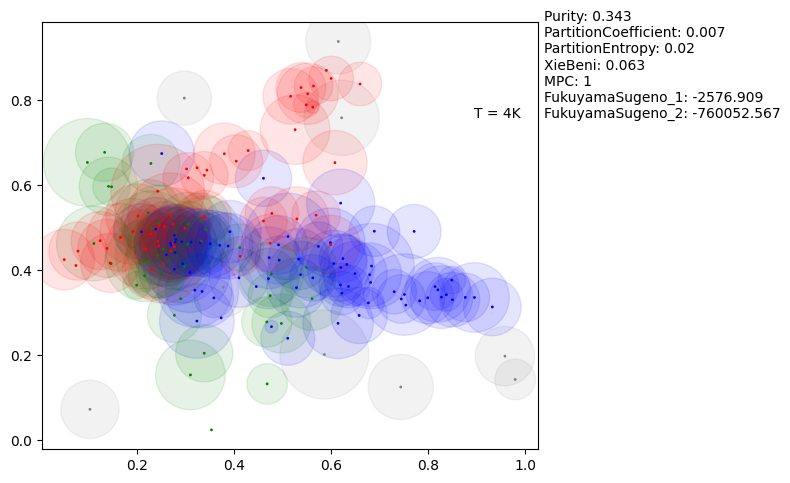 Purity: 0.343
PartitionCoefficient: 0.007
PartitionEntropy: 0.02
XieBeni: 0.063
MPC: 1
FukuyamaSugeno_1: -2576.909
FukuyamaSugeno_2: -760052.567
T = 4K
0.8
0.6
0.4
0.2
0.0
0.2 0.4 0.6 0.8 1.0